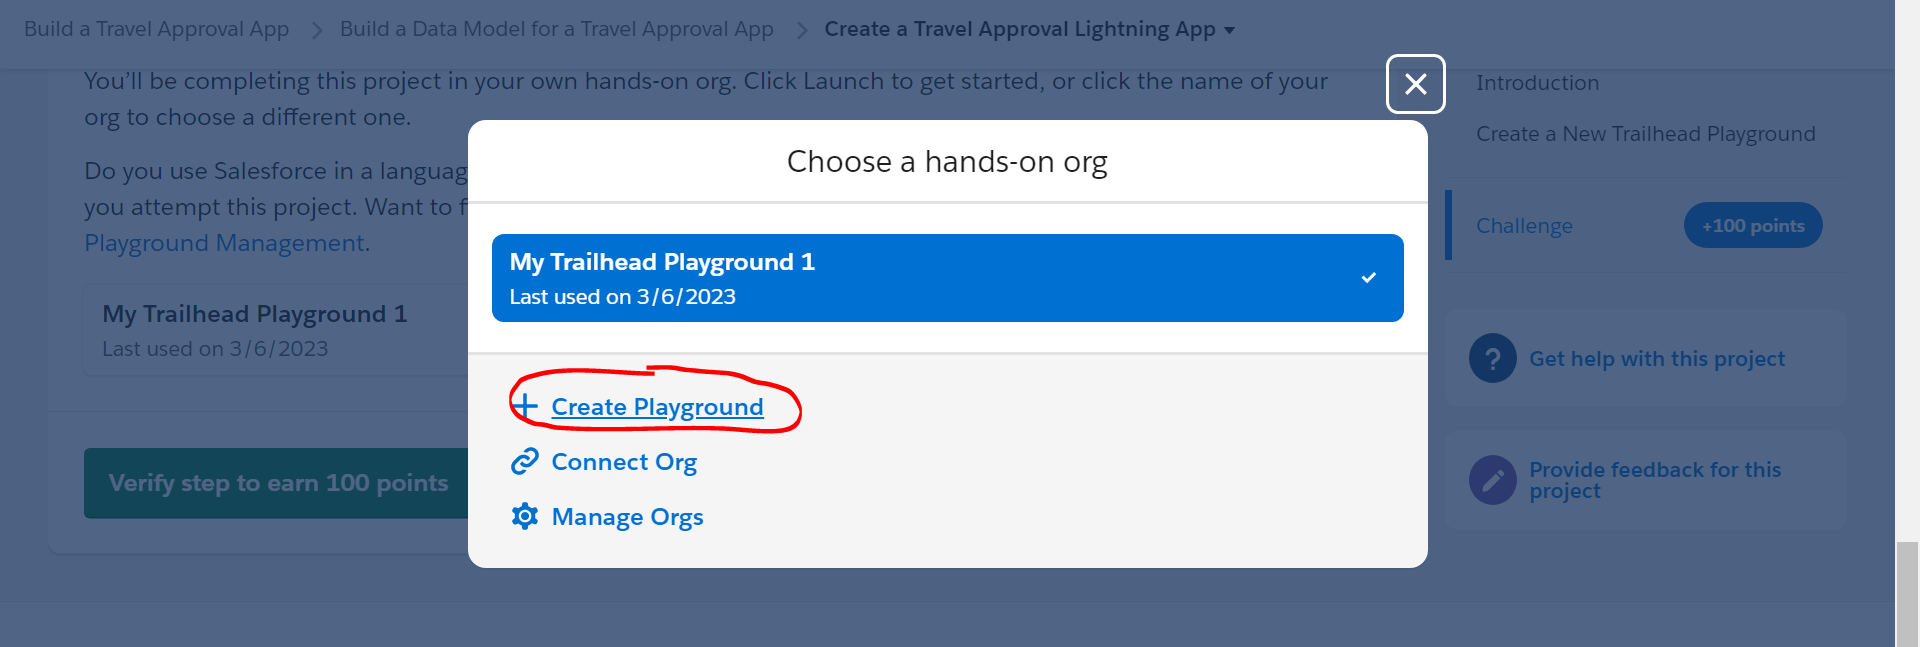 Build a Travel Approval App
Build a Data Model for a Travel Approval App
Create a Travel Approval Lightning App
You'll be completing this project in your own hands-on org. Click Launch to get started, or click the name of your
org to choose a different one.
Do you use Salesforce in a languag
you attempt this project. Want to f
Playground Management.
My Trailhead Playground 1
Last used on 3/6/2023
Verify step to earn 100 points
Choose a hands-on org
My Trailhead Playground 1
Last used on 3/6/2023
Create Playground
Connect Org
Manage Orgs
Introduction
Create a New Trailhead Playground
Challenge
+100 points
?
Get help with this project
Provide feedback for this
project